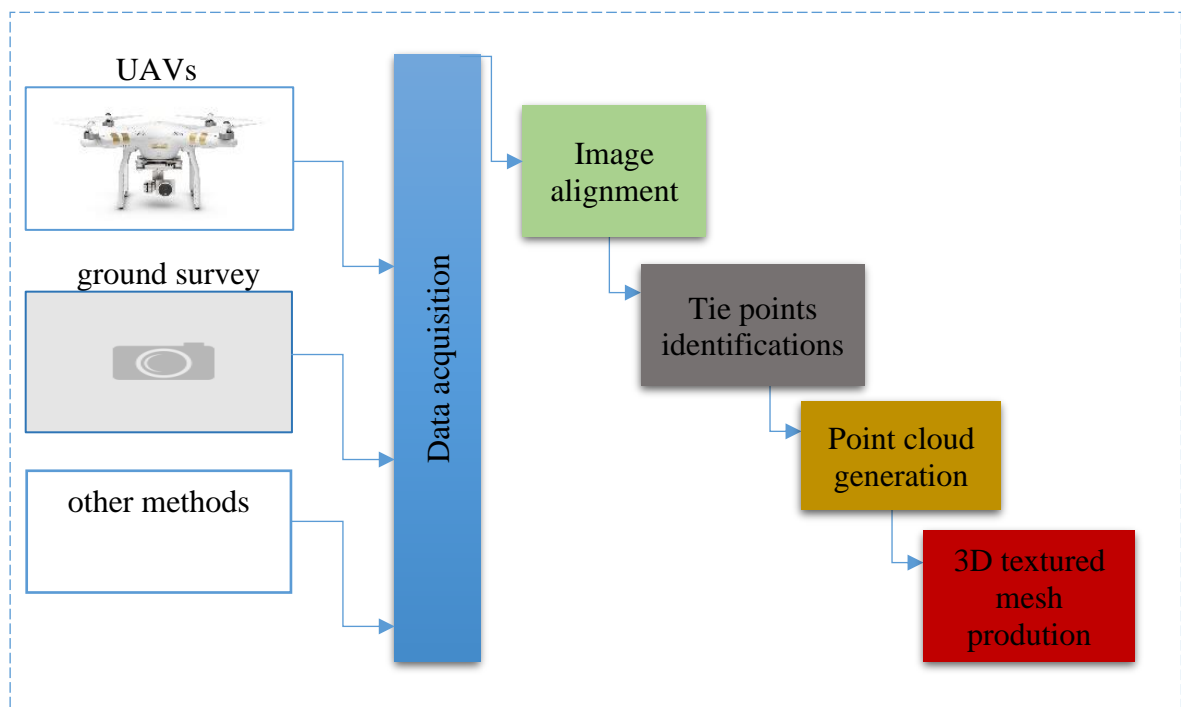 UAVs
ground survey
other methods
Data acquisition
Image
alignment
Tie points
identifications
Point cloud
generation
3D textured
mesh
prodution